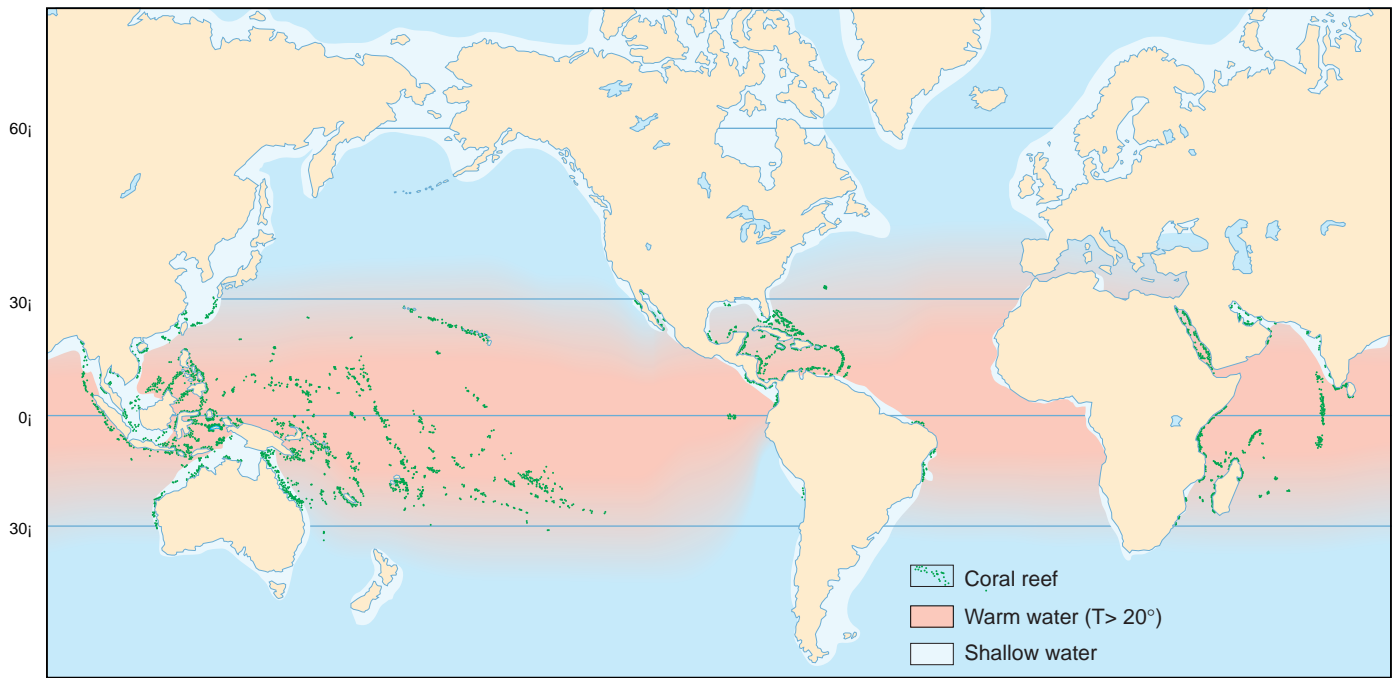 60¡
30¡
0¡
30¡
Coral reef
Warm water (T> 20°)
Shallow water